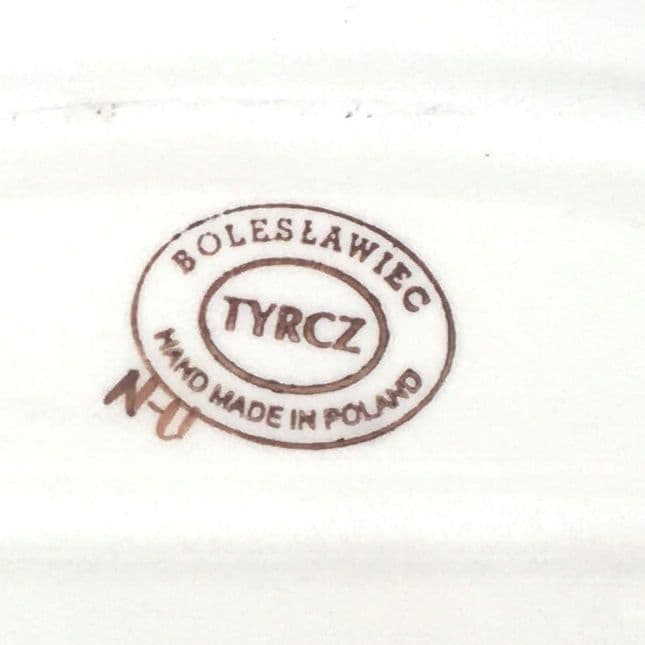 BOLESŁAWIEC
TYRCZ
HAND MADE IN POLAND
N-U